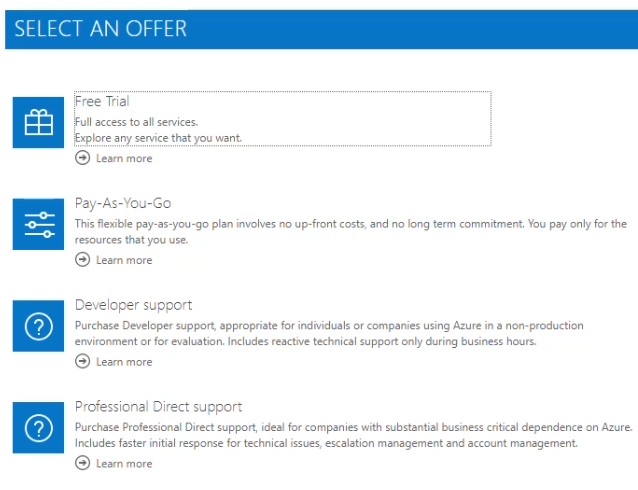 SELECT AN OFFER
Free Trial
Full access to all services.
Explore any service that you want.
Learn more
Pay-As-You-Go
This flexible pay-as-you-go plan involves no up-front costs, and no long term commitment. You pay only for the
resources that you use.
Learn more
Developer support
Purchase Developer support, appropriate for individuals or companies using Azure in a non-production
environment or for evaluation. Includes reactive technical support only during business hours.
Learn more
Professional Direct support
Purchase Professional Direct support, ideal for companies with substantial business critical dependence on Azure.
Includes faster initial response for technical issues, escalation management and account management.
Learn more